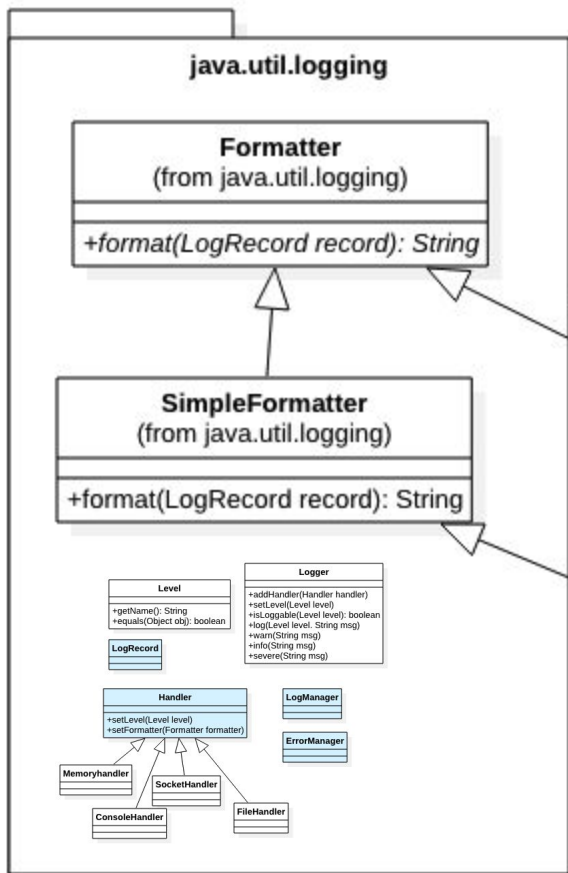 java.util.logging
Formatter
(from java.util.logging)
+format(LogRecord record): String
SimpleFormatter
(from java.util.logging)
+format(LogRecord record): String
Level
+getName(): String
+equals(Object obj): boolean
LogRecord
Logger
+addHandler(Handler handler)
+setLevel(Level level)
+isLoggable(Level level): boolean
+log(Level level. String msg)
+warn(String msg)
+info(String msg)
+severe(String msg)
Handler
+setLevel(Level level)
+setFormatter(Formatter formatter)
LogManager
ErrorManager
Memoryhandler
SocketHandler
ConsoleHandler
FileHandler